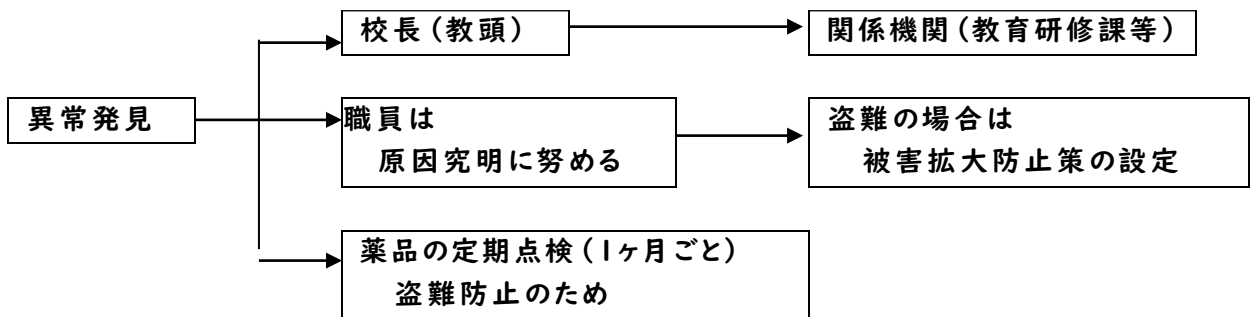 校長(教頭)
関係機関(教育研修課等)
異常発見
職員は
原因究明に努める
盗難の場合は
被害拡大防止策の設定
薬品の定期点検(1ヶ月ごと)
盗難防止のため